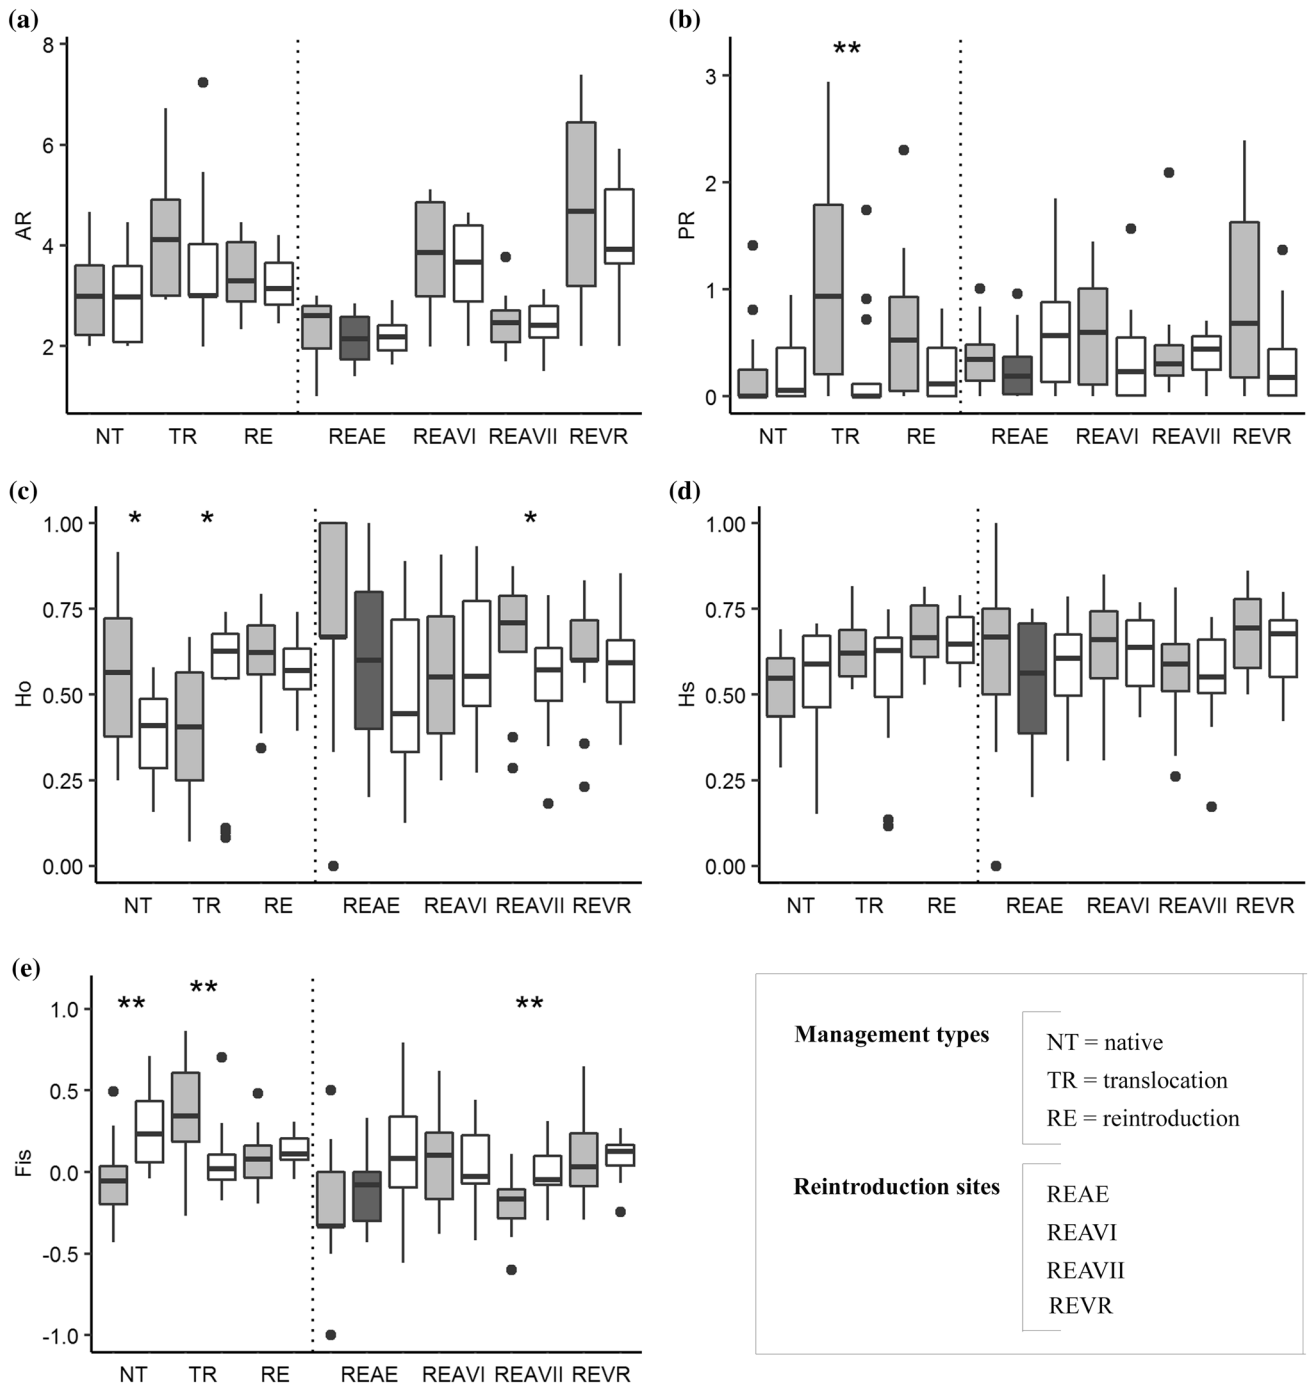 (a)
AR
8
6
4
2
NT TR RE REAE REAVI REAVII REVR
(b)
PR
**
3
2
1
0
NT TR RE REAE REAVI REAVII REVR
(c)
Ho
* * *
1.00
0.75
0.50
0.25
0.00
NT TR RE REAE REAVI REAVII REVR
(d)
Hs
1.00
0.75
0.50
0.25
0.00
NT TR RE REAE REAVI REAVII REVR
(e)
Fis
** ** **
1.0
0.5
0.0
-0.5
-1.0
NT TR RE REAE REAVI REAVII REVR
Management types
NT = native
TR = translocation
RE = reintroduction
Reintroduction sites
REAE
REAVI
REAVII
REVR